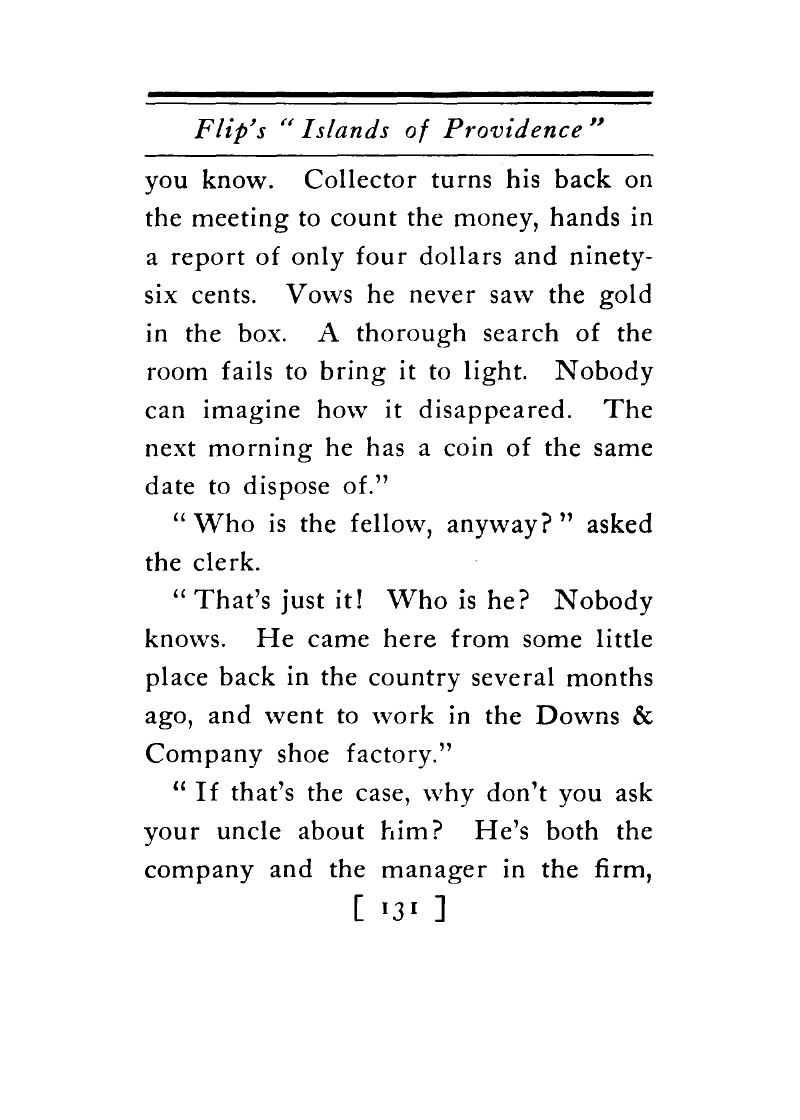 Flip's "Islands of Providence"
you know. Collector turns his back on
the meeting to count the money, hands in
a report of only four dollars and ninety-
six cents. Vows he never saw the gold
in the box. A thorough search of the
room fails to bring it to light. Nobody
can imagine how it disappeared. The
next morning he has a coin of the same
date to dispose of."
"Who is the fellow, anyway?" asked
the clerk.
"That's just it! Who is he? Nobody
knows. He came here from some little
place back in the country several months
ago, and went to work in the Downs &
Company shoe factory."
"If that's the case, why don't you ask
your uncle about him? He's both the
company and the manager in the firm,
[ 131 ]